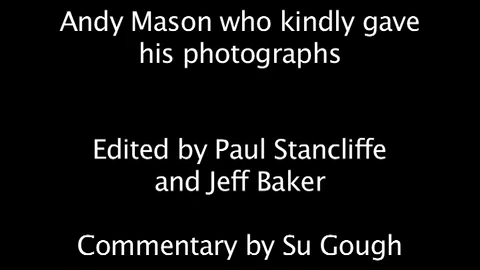 Andy Mason who kindly gave
his photographs
Edited by Paul Stancliffe
and Jeff Baker
Commentary by Su Gough